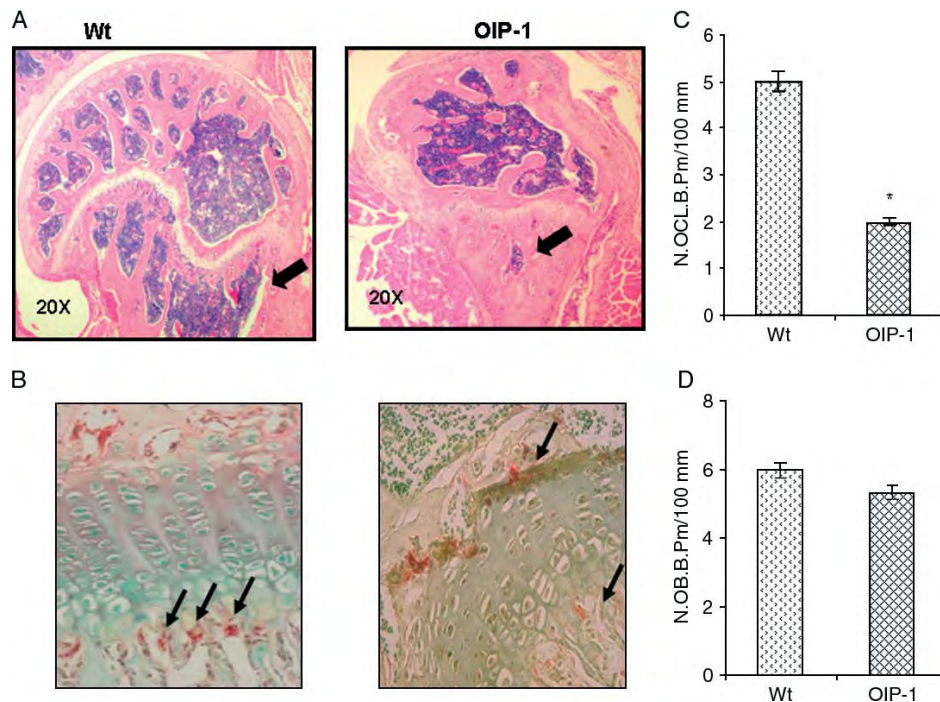 A
Wt
OIP-1
20X
20X
B
C
N.OCL.B.Pm/100 mm
6
5
4
3
2
1
0
*
Wt
OIP-1
D
N.OB.B.Pm/100 mm
8
6
4
2
0
Wt
OIP-1